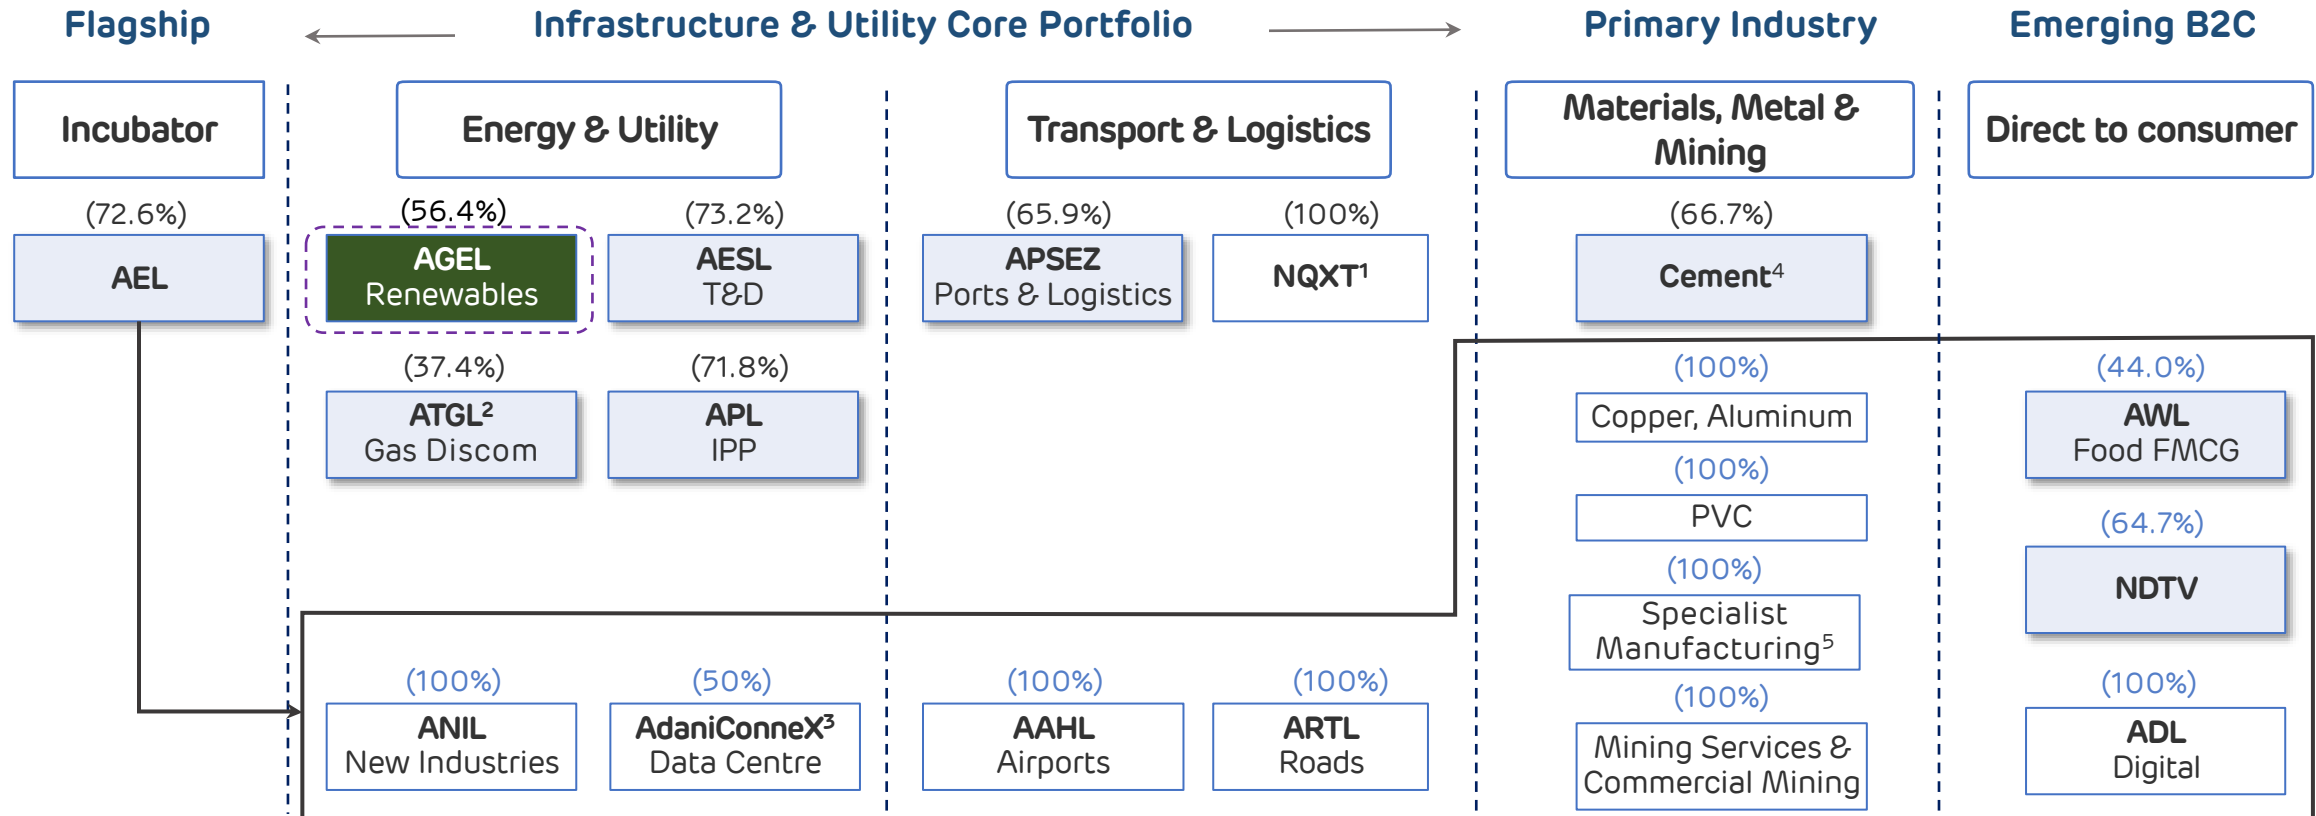 Flagship
Infrastructure & Utility Core Portfolio
Primary Industry
Emerging B2C
Incubator
Energy & Utility
Transport & Logistics
Materials, Metal &
Mining
Direct to consumer
(72.6%)
AEL
(56.4%)
AGEL
Renewables
(73.2%)
AESL
T&D
(65.9%)
APSEZ
Ports & Logistics
(100%)
NQXT¹
(66.7%)
Cement⁴
(37.4%)
ATGL²
Gas Discom
(71.8%)
APL
IPP
(100%)
Copper, Aluminum
(100%)
PVC
(100%)
Specialist
Manufacturing⁵
(100%)
Mining Services &
Commercial Mining
(44.0%)
AWL
Food FMCG
(64.7%)
NDTV
(100%)
ADL
Digital
(100%)
ANIL
New Industries
(50%)
AdaniConneX³
Data Centre
(100%)
AAHL
Airports
(100%)
ARTL
Roads